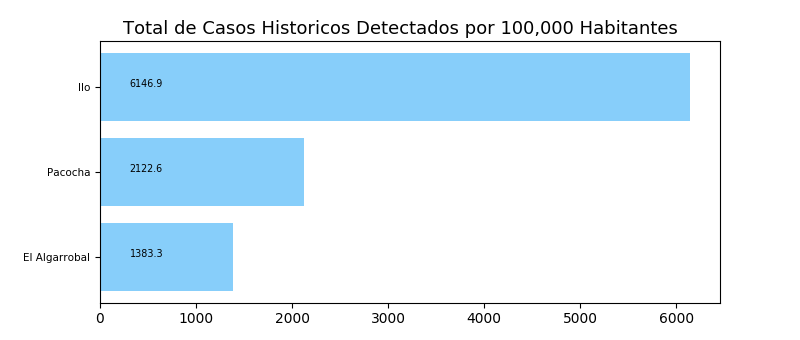 Total de Casos Historicos Detectados por 100,000 Habitantes
Ilo
6146.9
Pacocha
2122.6
El Algarrobal
1383.3
0 1000 2000 3000 4000 5000 6000